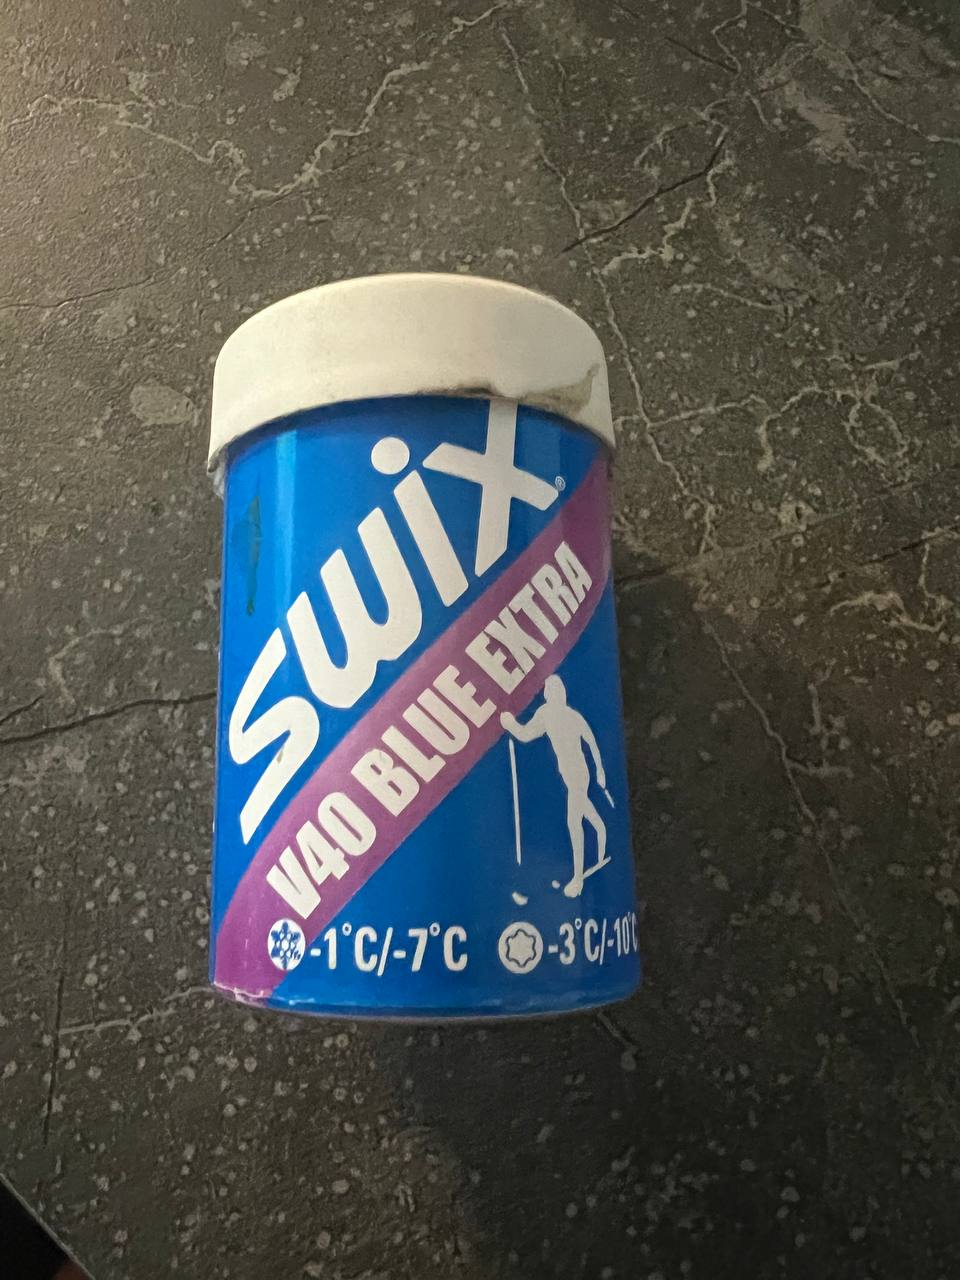 swix®
V40 BLUE EXTRA
-1°C/-7°C -3°C/-10°C